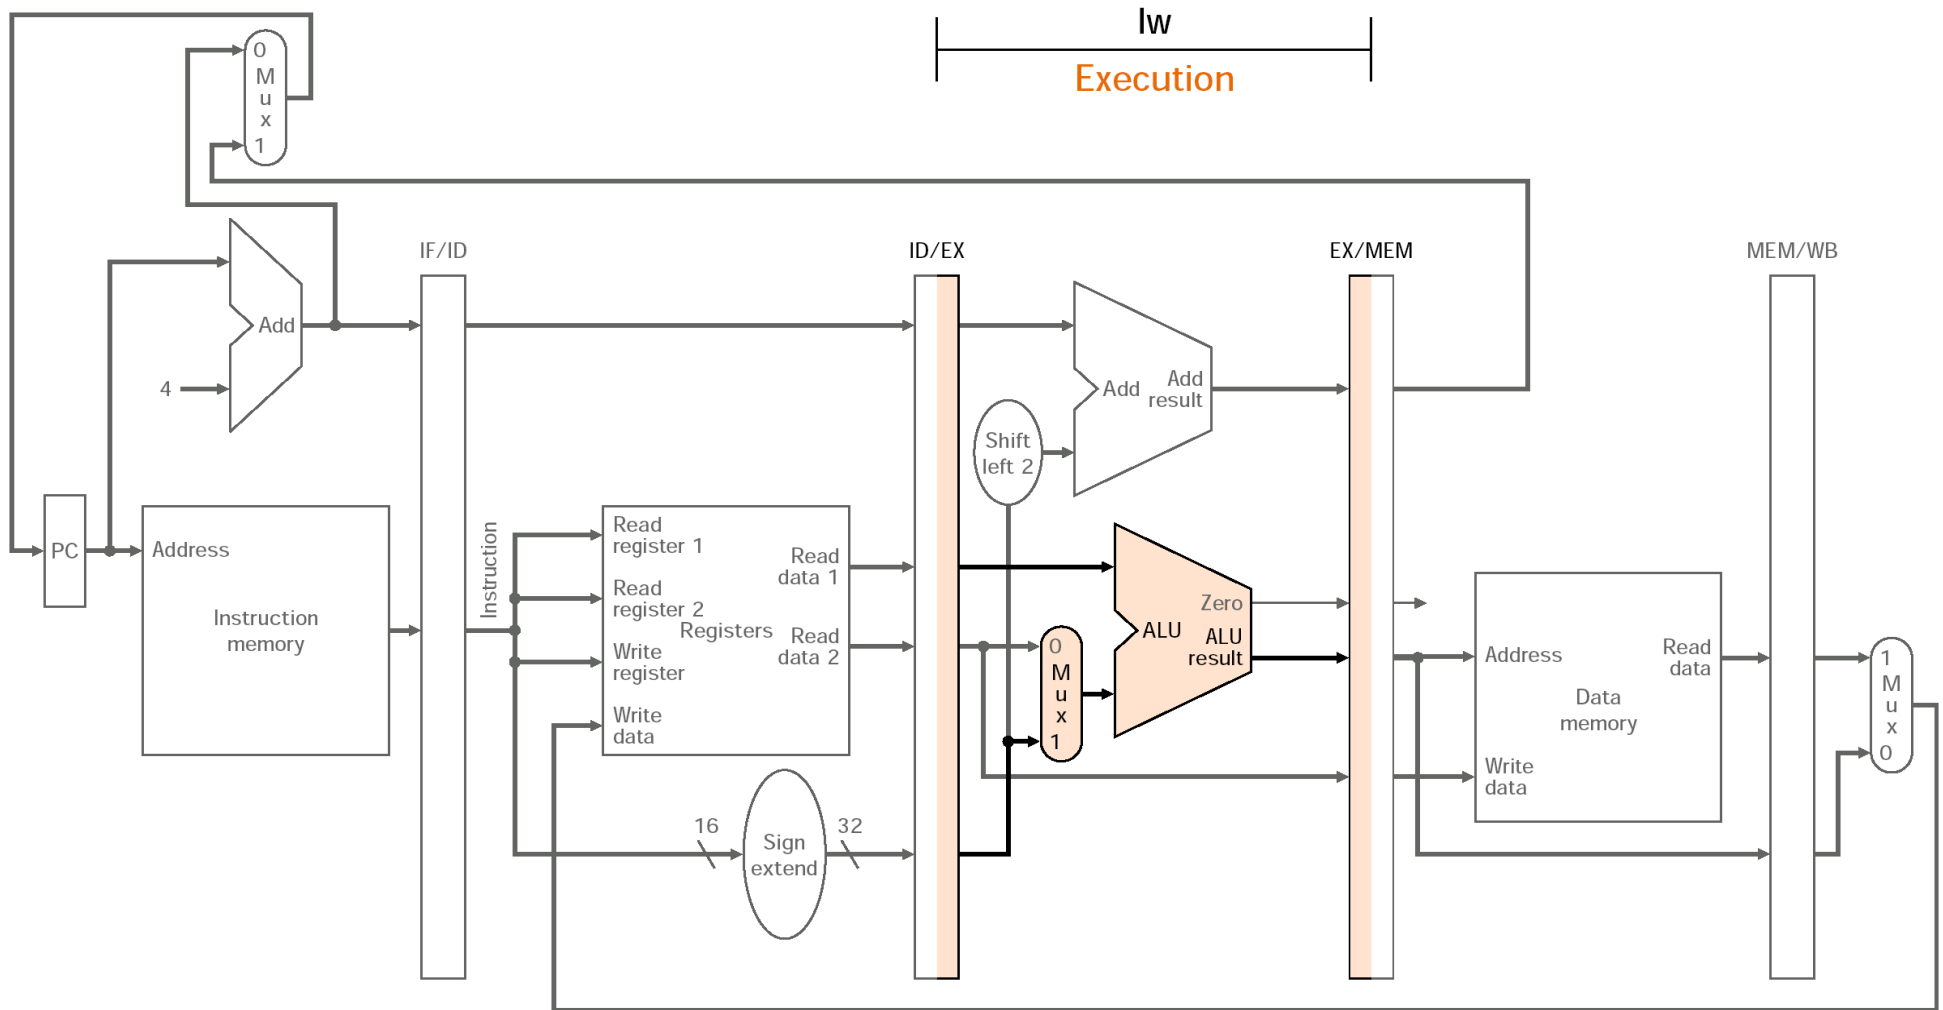 lw
Execution
0
M
u
x
1
IF/ID
ID/EX
EX/MEM
MEM/WB
Add
4
Add
Add
result
Shift
left 2
PC
Address
Instruction
memory
Instruction
Read
register 1
Read
register 2
Write
register
Write
data
Registers
Read
data 1
Read
data 2
16
Sign
extend
32
0
M
u
x
1
Zero
ALU
ALU
result
Address
Read
data
Data
memory
Write
data
1
M
u
x
0